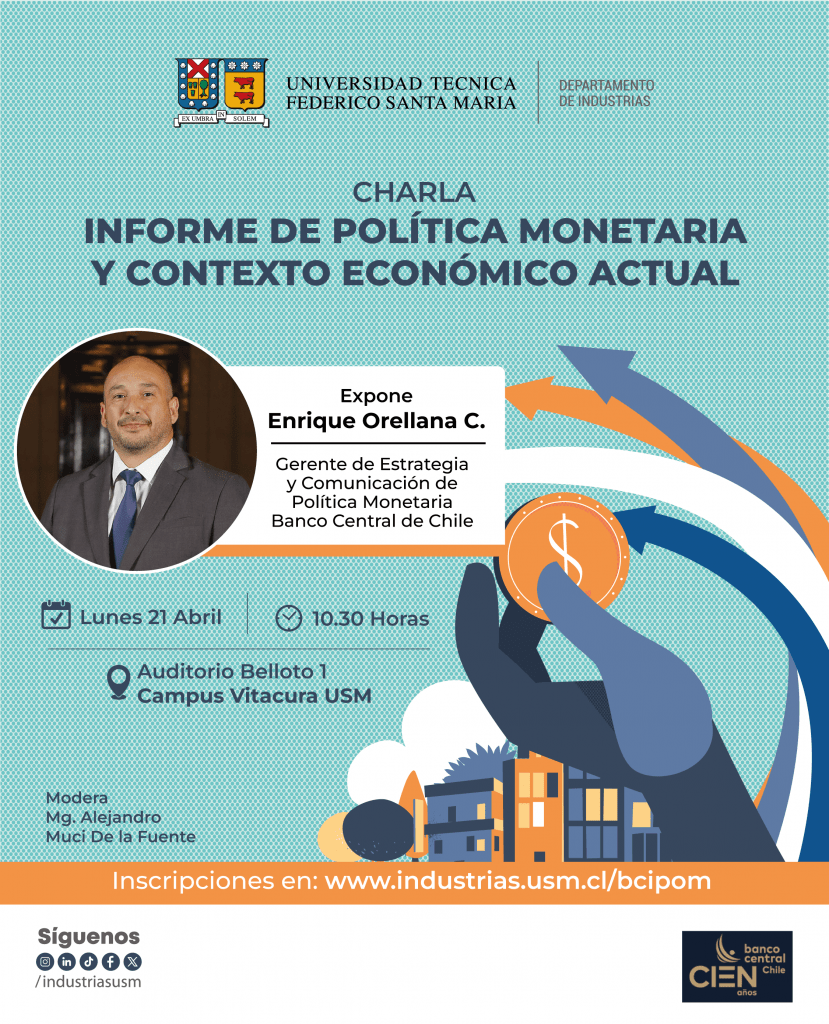 UNIVERSIDAD TECNICA
FEDERICO SANTA MARIA
DEPARTAMENTO
DE INDUSTRIAS
EX UMBRA IN SOLEM
CHARLA
INFORME DE POLÍTICA MONETARIA
Y CONTEXTO ECONÓMICO ACTUAL
Expone
Enrique Orellana C.
Gerente de Estrategia
y Comunicación de
Política Monetaria
Banco Central de Chile
$
Lunes 21 Abril
10.30 Horas
Auditorio Belloto 1
Campus Vitacura USM
Modera
Mg. Alejandro
Muci De la Fuente
Inscripciones en: www.industrias.usm.cl/bcipom
Síguenos
/industriasusm
banco
central
Chile
CIEN
años